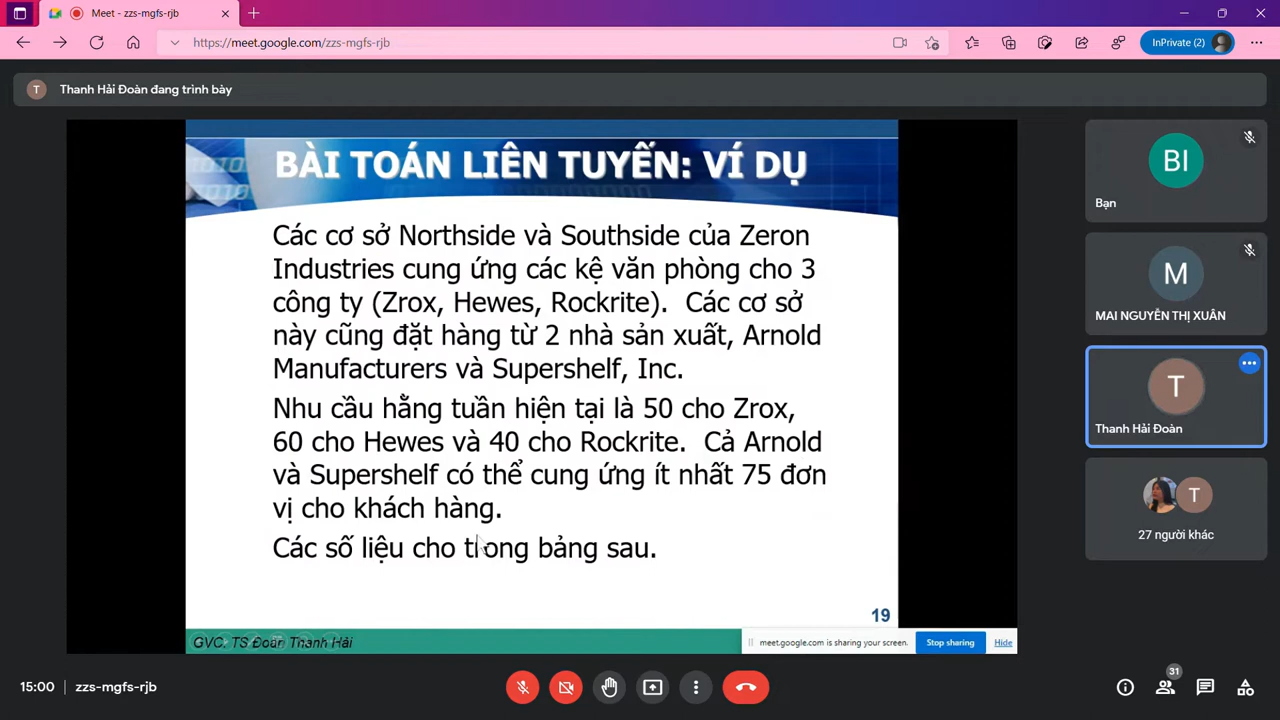 Meet - zzs-mgfs-rjb
https://meet.google.com/zzs-mgfs-rjb
InPrivate (2)
T
Thanh Hải Đoàn đang trình bày
BÀI TOÁN LIÊN TUYẾN: VÍ DỤ
Các cơ sở Northside và Southside của Zeron
Industries cung ứng các kệ văn phòng cho 3
công ty (Zrox, Hewes, Rockrite). Các cơ sở
này cũng đặt hàng từ 2 nhà sản xuất, Arnold
Manufacturers và Supershelf, Inc.
Nhu cầu hằng tuần hiện tại là 50 cho Zrox,
60 cho Hewes và 40 cho Rockrite. Cả Arnold
và Supershelf có thể cung ứng ít nhất 75 đơn
vị cho khách hàng.
Các số liệu cho trong bảng sau.
19
GVC. TS Đoàn Thanh Hải
meet.google.com is sharing your screen.
Stop sharing
Hide
BI
Bạn
M
MAI NGUYỄN THỊ XUÂN
T
Thanh Hải Đoàn
T
27 người khác
15:00 | zzs-mgfs-rjb
31